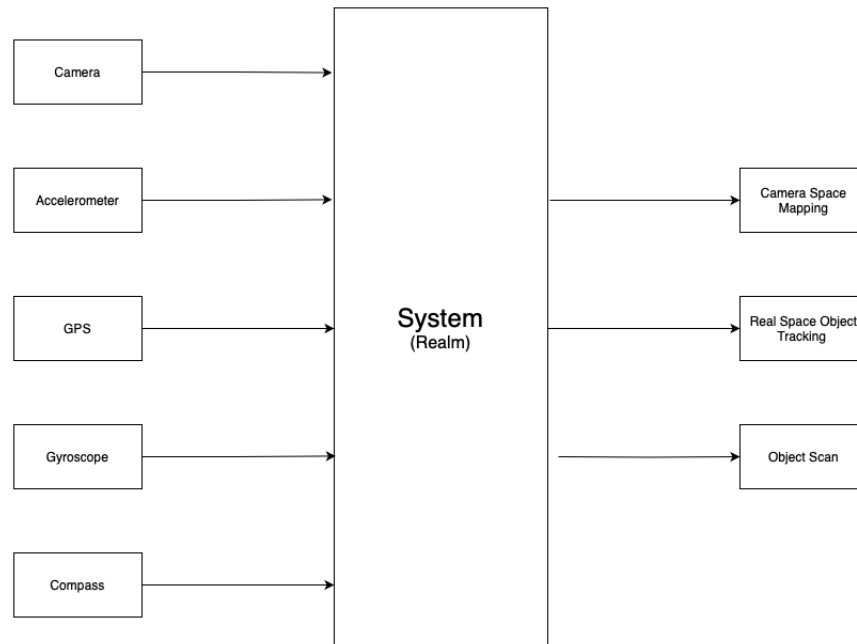 Camera
Accelerometer
GPS
Gyroscope
Compass
System
(Realm)
Camera Space
Mapping
Real Space Object
Tracking
Object Scan